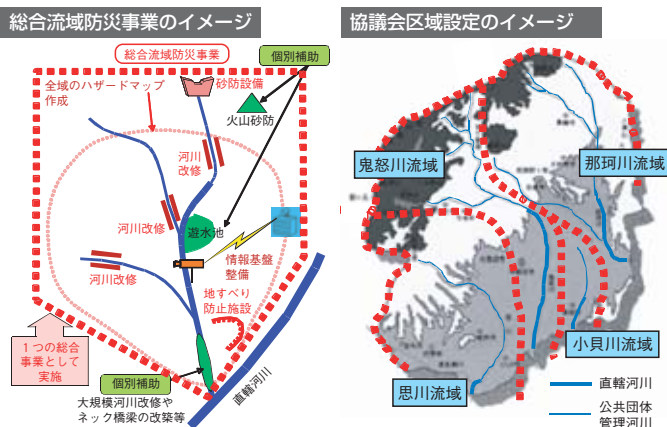 総合流域防災事業のイメージ
総合流域防災事業
個別補助
全域のハザードマップ
作成
砂防設備
火山砂防
河川
改修
河川改修
遊水池
河川改修
情報基盤
整備
地すべり
防止施設
1つの総合
事業として
実施
個別補助
大規模河川改修や
ネック橋梁の改築等
直轄河川
協議会区域設定のイメージ
鬼怒川流域
那珂川流域
小貝川流域
思川流域
直轄河川
公共団体
管理河川